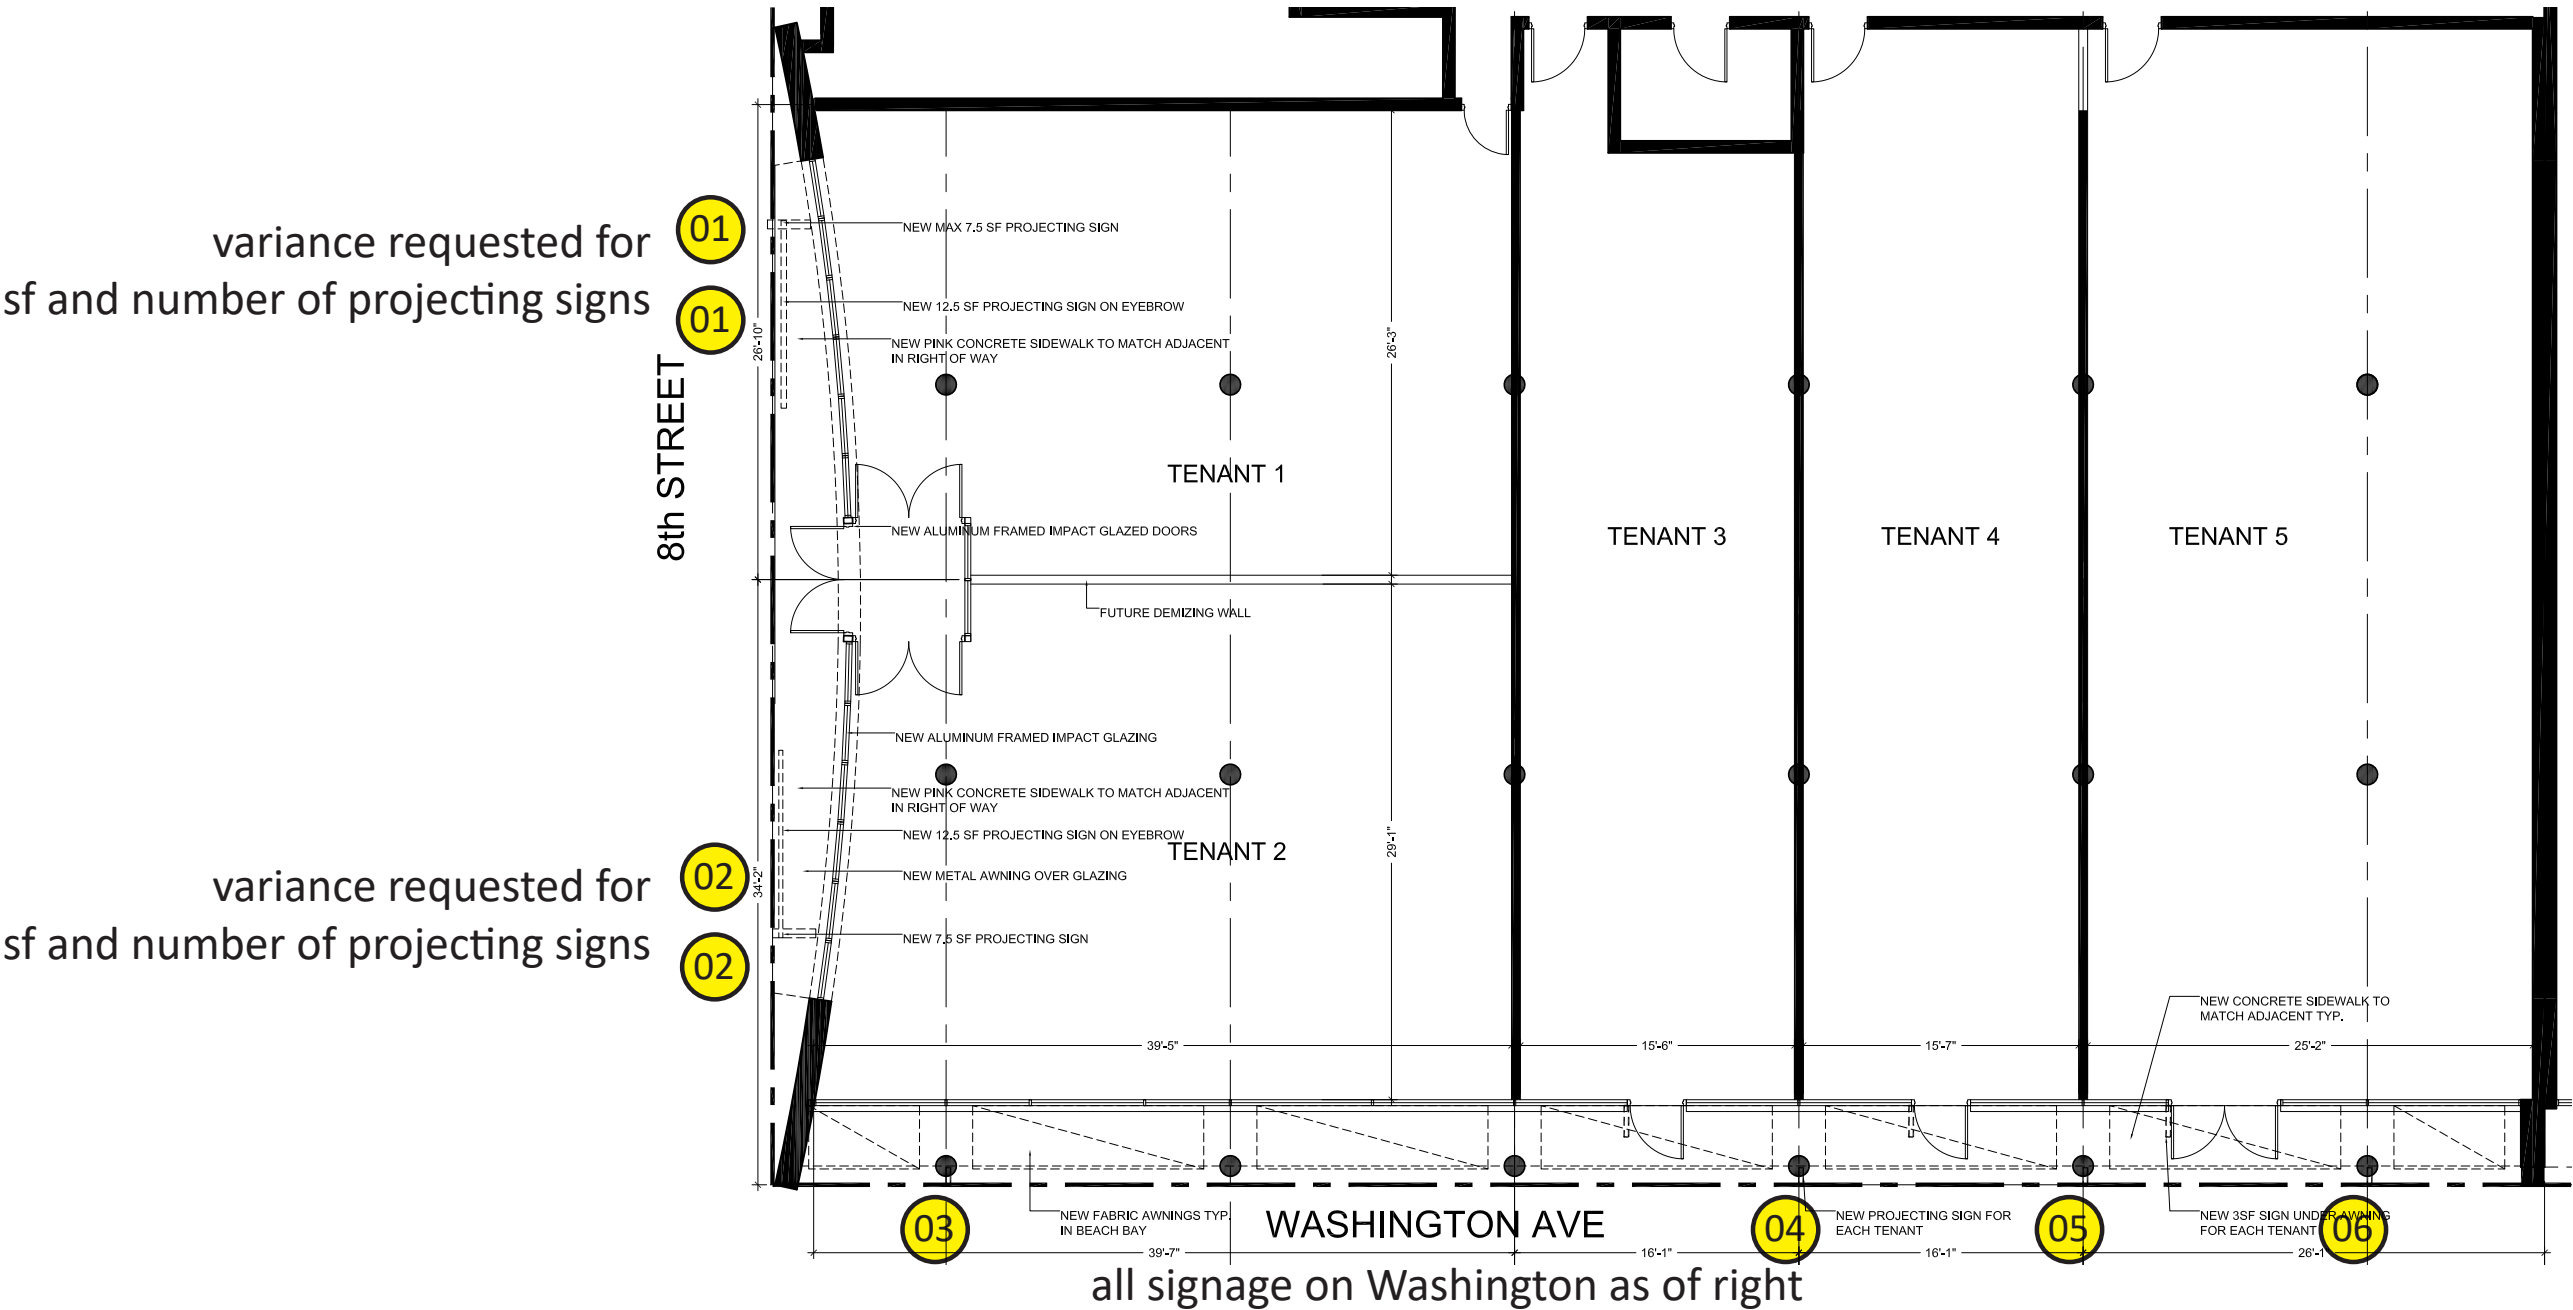 variance requested for
sf and number of projecting signs
01
01
8th STREET
26'-10"
NEW MAX 7.5 SF PROJECTING SIGN
NEW 12.5 SF PROJECTING SIGN ON EYEBROW
NEW PINK CONCRETE SIDEWALK TO MATCH ADJACENT
IN RIGHT OF WAY
26'-3"
TENANT 1
NEW ALUMINUM FRAMED IMPACT GLAZED DOORS
TENANT 3
TENANT 4
TENANT 5
FUTURE DEMIZING WALL
NEW ALUMINUM FRAMED IMPACT GLAZING
NEW PINK CONCRETE SIDEWALK TO MATCH ADJACENT
IN RIGHT OF WAY
NEW 12.5 SF PROJECTING SIGN ON EYEBROW
29'-1"
TENANT 2
variance requested for
sf and number of projecting signs
02
02
34'-2"
NEW METAL AWNING OVER GLAZING
NEW 7.5 SF PROJECTING SIGN
NEW CONCRETE SIDEWALK TO
MATCH ADJACENT TYP.
39'-5"
15'-6"
15'-7"
25'-2"
03
NEW FABRIC AWNINGS TYP.
IN BEACH BAY
WASHINGTON AVE
04
NEW PROJECTING SIGN FOR
EACH TENANT
05
NEW 3SF SIGN UNDER AWNING
FOR EACH TENANT
06
39'-7"
16'-1"
16'-1"
26'-1"
all signage on Washington as of right